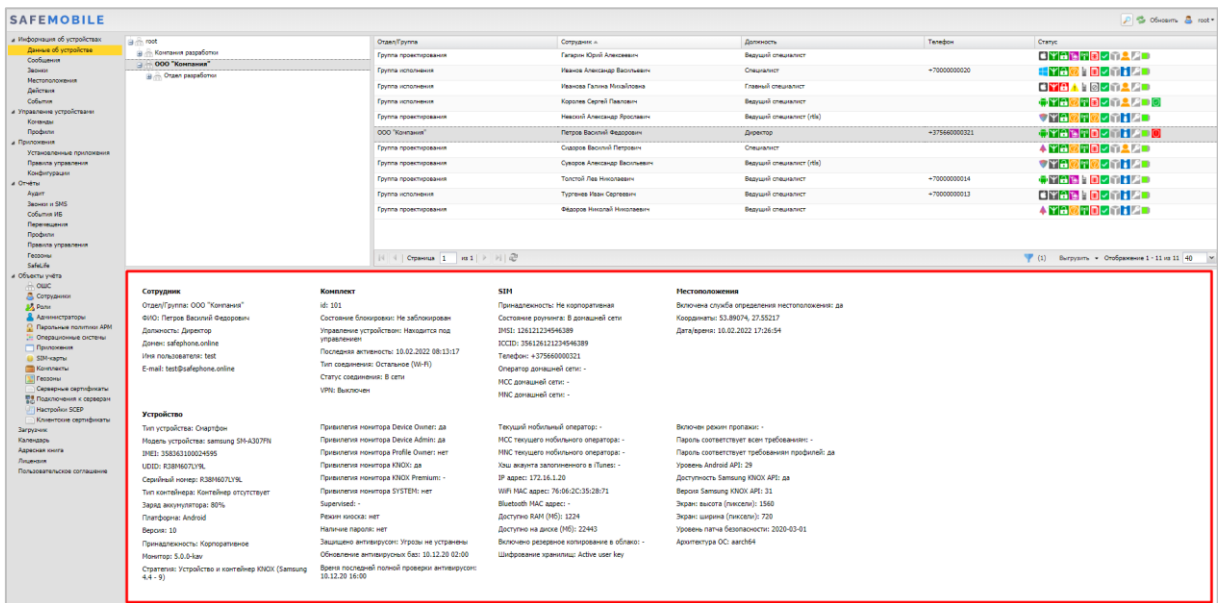 SAFEMOBILE
Обновить
root
Информация об устройствах
Данные об устройстве
Сообщения
Звонки
Местоположения
Действия
События
Управление устройствами
Команды
Профили
Приложения
Установленные приложения
Правила управления
Конфигурации
Отчёты
Аудит
Звонки и SMS
События ИБ
Перемещения
Профили
Правила управления
Геозоны
SafeLife
Объекты учёта
ОШС
Сотрудники
Роли
Администраторы
Парольные политики АРМ
Операционные системы
Приложения
SIM-карты
Комплекты
Геозоны
Серверные сертификаты
Подключения к серверам
Настройки SCEP
Клиентские сертификаты
Загрузчик
Календарь
Адресная книга
Лицензия
Пользовательское соглашение
root
Компания разработки
ООО "Компания"
Отдел разработки
Отдел/Группа Сотрудник Должность Телефон Статус
Группа проектирования Гагарин Юрий Алексеевич Ведущий специалист
Группа исполнения Иванов Александр Васильевич Специалист +70000000020
Группа исполнения Иванова Галина Михайловна Главный специалист
Группа исполнения Королев Сергей Павлович Ведущий специалист
Группа проектирования Невский Александр Ярославич Ведущий специалист (rtls)
ООО "Компания" Петров Василий Федорович Директор +375660000321
Группа проектирования Сидоров Василий Петрович Специалист
Группа проектирования Суворов Александр Васильевич Ведущий специалист (rtls)
Группа проектирования Толстой Лев Николаевич Ведущий специалист +70000000014
Группа исполнения Тургенев Иван Сергеевич Ведущий специалист +70000000013
Группа проектирования Фёдоров Николай Николаевич Ведущий специалист
Страница 1 из 1
(1) Выгрузить Отображение 1 - 11 из 11 40
Сотрудник
Отдел/Группа: ООО "Компания"
ФИО: Петров Василий Федорович
Должность: Директор
Домен: safephone.online
Имя пользователя: test
E-mail: test@safephone.online
Комплект
id: 101
Состояние блокировки: Не заблокирован
Управление устройством: Находится под
управлением
Последняя активность: 10.02.2022 08:13:17
Тип соединения: Остальное (Wi-Fi)
Статус соединения: В сети
VPN: Выключен
SIM
Принадлежность: Не корпоративная
Состояние роуминга: В домашней сети
IMSI: 126121234546389
ICCID: 356126121234546389
Телефон: +375660000321
Оператор домашней сети: -
MCC домашней сети: -
MNC домашней сети: -
Местоположения
Включена служба определения местоположения: да
Координаты: 53.89074, 27.55217
Дата/время: 10.02.2022 17:26:54
Устройство
Тип устройства: Смартфон
Модель устройства: samsung SM-A307FN
IMEI: 358363100024595
UDID: R38M607LY9L
Серийный номер: R38M607LY9L
Тип контейнера: Контейнер отсутствует
Заряд аккумулятора: 80%
Платформа: Android
Версия: 10
Принадлежность: Корпоративное
Монитор: 5.0.0-kav
Стратегия: Устройство и контейнер KNOX (Samsung
4.4 - 9)
Привилегия монитора Device Owner: да
Привилегия монитора Device Admin: да
Привилегия монитора Profile Owner: нет
Привилегия монитора KNOX: да
Привилегия монитора KNOX Premium: -
Привилегия монитора SYSTEM: нет
Supervised: -
Режим киоска: нет
Наличие пароля: нет
Защищено антивирусом: Угрозы не устранены
Обновление антивирусных баз: 10.12.20 02:00
Время последней полной проверки антивирусом:
10.12.20 16:00
Текущий мобильный оператор: -
MCC текущего мобильного оператора: -
MNC текущего мобильного оператора: -
Хэш аккаунта залогиненного в iTunes: -
IP адрес: 172.16.1.20
WiFi MAC адрес: 76:06:2C:35:28:71
Bluetooth MAC адрес: -
Доступно RAM (Мб): 1224
Доступно на диске (Мб): 22443
Включено резервное копирование в облако: -
Шифрование хранилищ: Active user key
Включен режим пропажи: -
Пароль соответствует всем требованиям: -
Пароль соответствует требованиям профилей: да
Уровень Android API: 29
Доступность Samsung KNOX API: да
Версия Samsung KNOX API: 31
Экран: высота (пиксели): 1560
Экран: ширина (пиксели): 720
Уровень патча безопасности: 2020-03-01
Архитектура ОС: aarch64